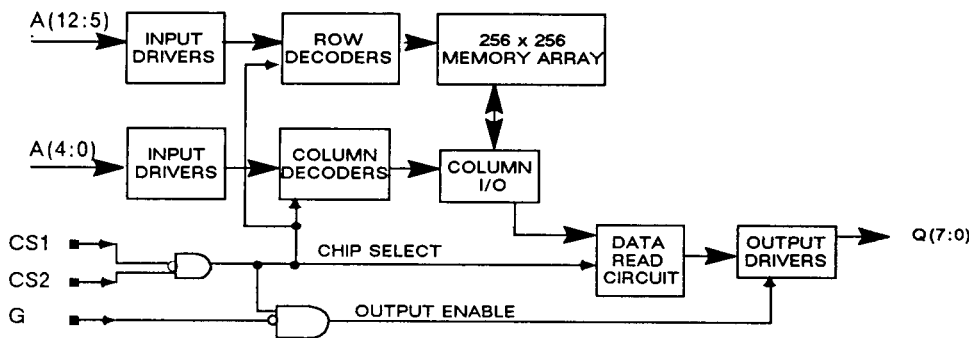 A(12:5)
INPUT
DRIVERS
ROW
DECODERS
256 x 256
MEMORY ARRAY
A(4:0)
INPUT
DRIVERS
COLUMN
DECODERS
COLUMN
I/O
CS1
CS2
CHIP SELECT
DATA
READ
CIRCUIT
OUTPUT
DRIVERS
Q(7:0)
G
OUTPUT ENABLE